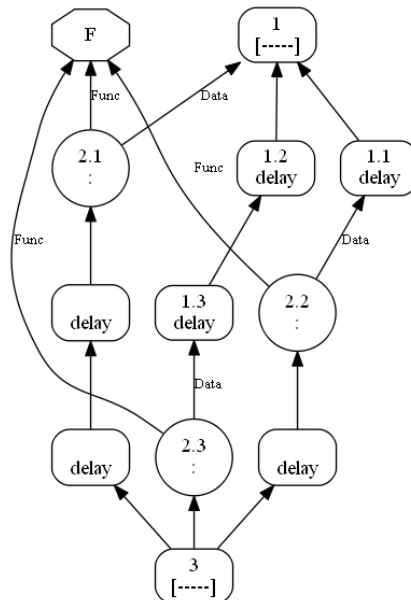 F
1
[-----]
Func
Data
2.1
:
1.2
delay
1.1
delay
Func
Func
Data
delay
1.3
delay
2.2
:
Data
delay
2.3
:
delay
3
[-----]